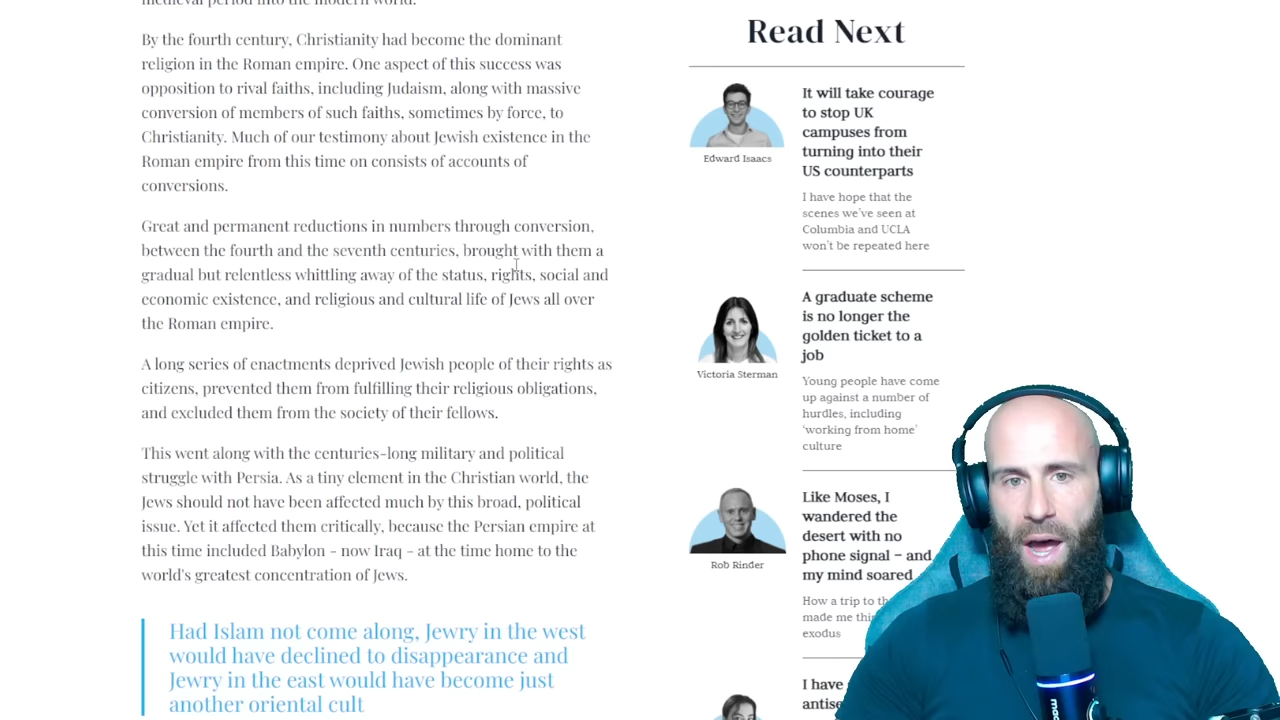 medieval period into the modern world.
By the fourth century, Christianity had become the dominant
religion in the Roman empire. One aspect of this success was
opposition to rival faiths, including Judaism, along with massive
conversion of members of such faiths, sometimes by force, to
Christianity. Much of our testimony about Jewish existence in the
Roman empire from this time on consists of accounts of
conversions.
Great and permanent reductions in numbers through conversion,
between the fourth and the seventh centuries, brought with them a
gradual but relentless whittling away of the status, rights, social and
economic existence, and religious and cultural life of Jews all over
the Roman empire.
A long series of enactments deprived Jewish people of their rights as
citizens, prevented them from fulfilling their religious obligations,
and excluded them from the society of their fellows.
This went along with the centuries-long military and political
struggle with Persia. As a tiny element in the Christian world, the
Jews should not have been affected much by this broad, political
issue. Yet it affected them critically, because the Persian empire at
this time included Babylon - now Iraq - at the time home to the
world's greatest concentration of Jews.
Had Islam not come along, Jewry in the west
would have declined to disappearance and
Jewry in the east would have become just
another oriental cult
Read Next
Edward Isaacs
It will take courage
to stop UK
campuses from
turning into their
US counterparts
I have hope that the
scenes we've seen at
Columbia and UCLA
won't be repeated here
Victoria Sterman
A graduate scheme
is no longer the
golden ticket to a
job
Young people have come
up against a number of
hurdles, including
'working from home'
culture
Rob Rinder
Like Moses, I
wandered the
desert with no
phone signal – and
my mind soared
How a trip to
made me
exodus
I have